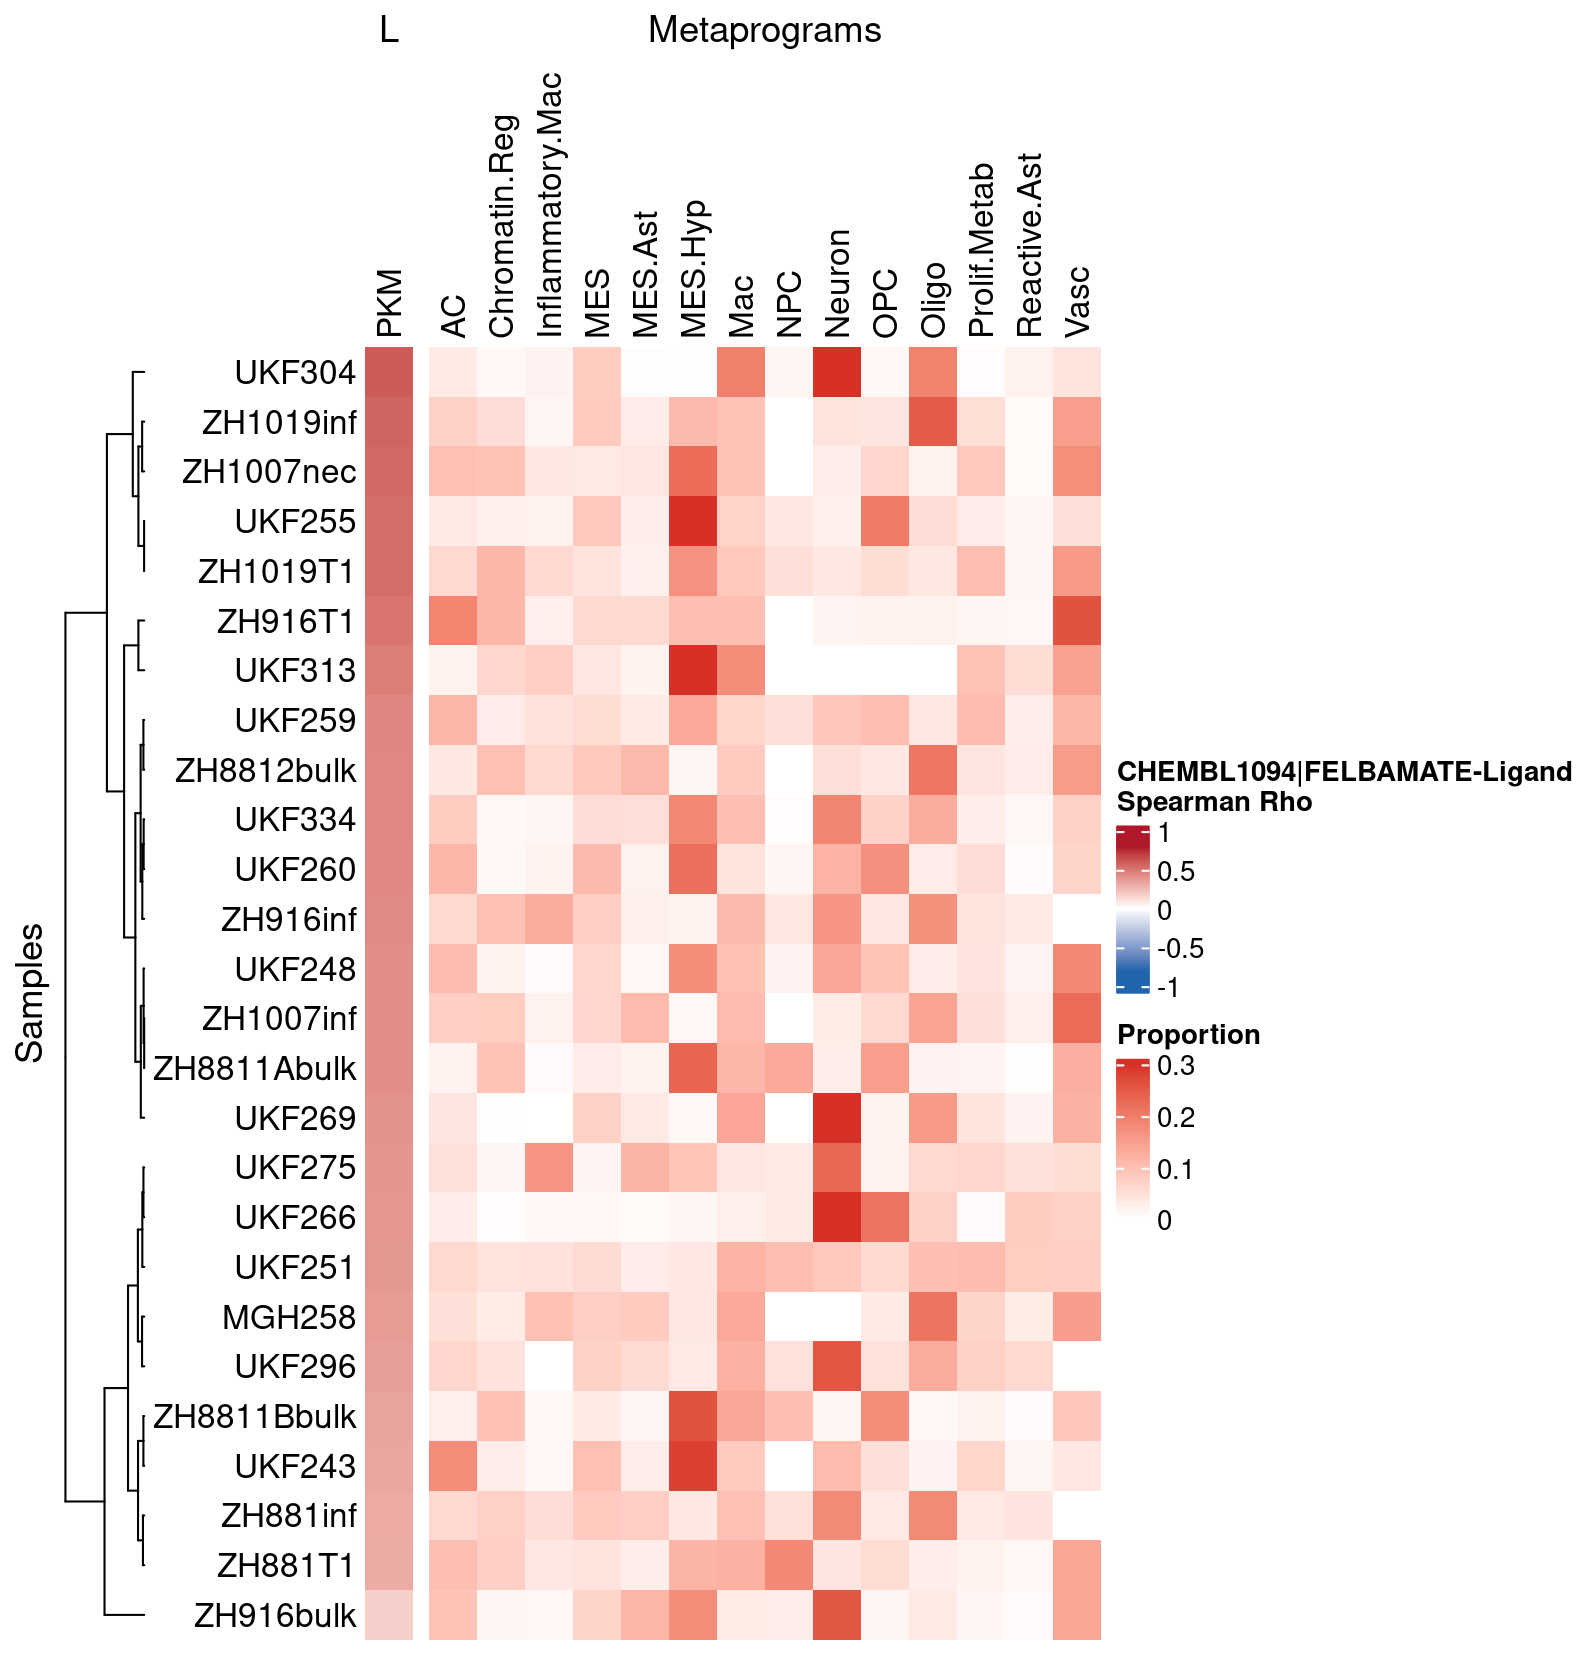 L
Metaprograms
PKM
AC
Chromatin.Reg
Inflammatory.Mac
MES
MES.Ast
MES.Hyp
Mac
NPC
Neuron
OPC
Oligo
Prolif.Metab
Reactive.Ast
Vasc
Samples
UKF304
ZH1019inf
ZH1007nec
UKF255
ZH1019T1
ZH916T1
UKF313
UKF259
ZH8812bulk
UKF334
UKF260
ZH916inf
UKF248
ZH1007inf
ZH8811Abulk
UKF269
UKF275
UKF266
UKF251
MGH258
UKF296
ZH8811Bbulk
UKF243
ZH881inf
ZH881T1
ZH916bulk
CHEMBL1094|FELBAMATE-Ligand
Spearman Rho
1
0.5
0
-0.5
-1
Proportion
0.3
0.2
0.1
0